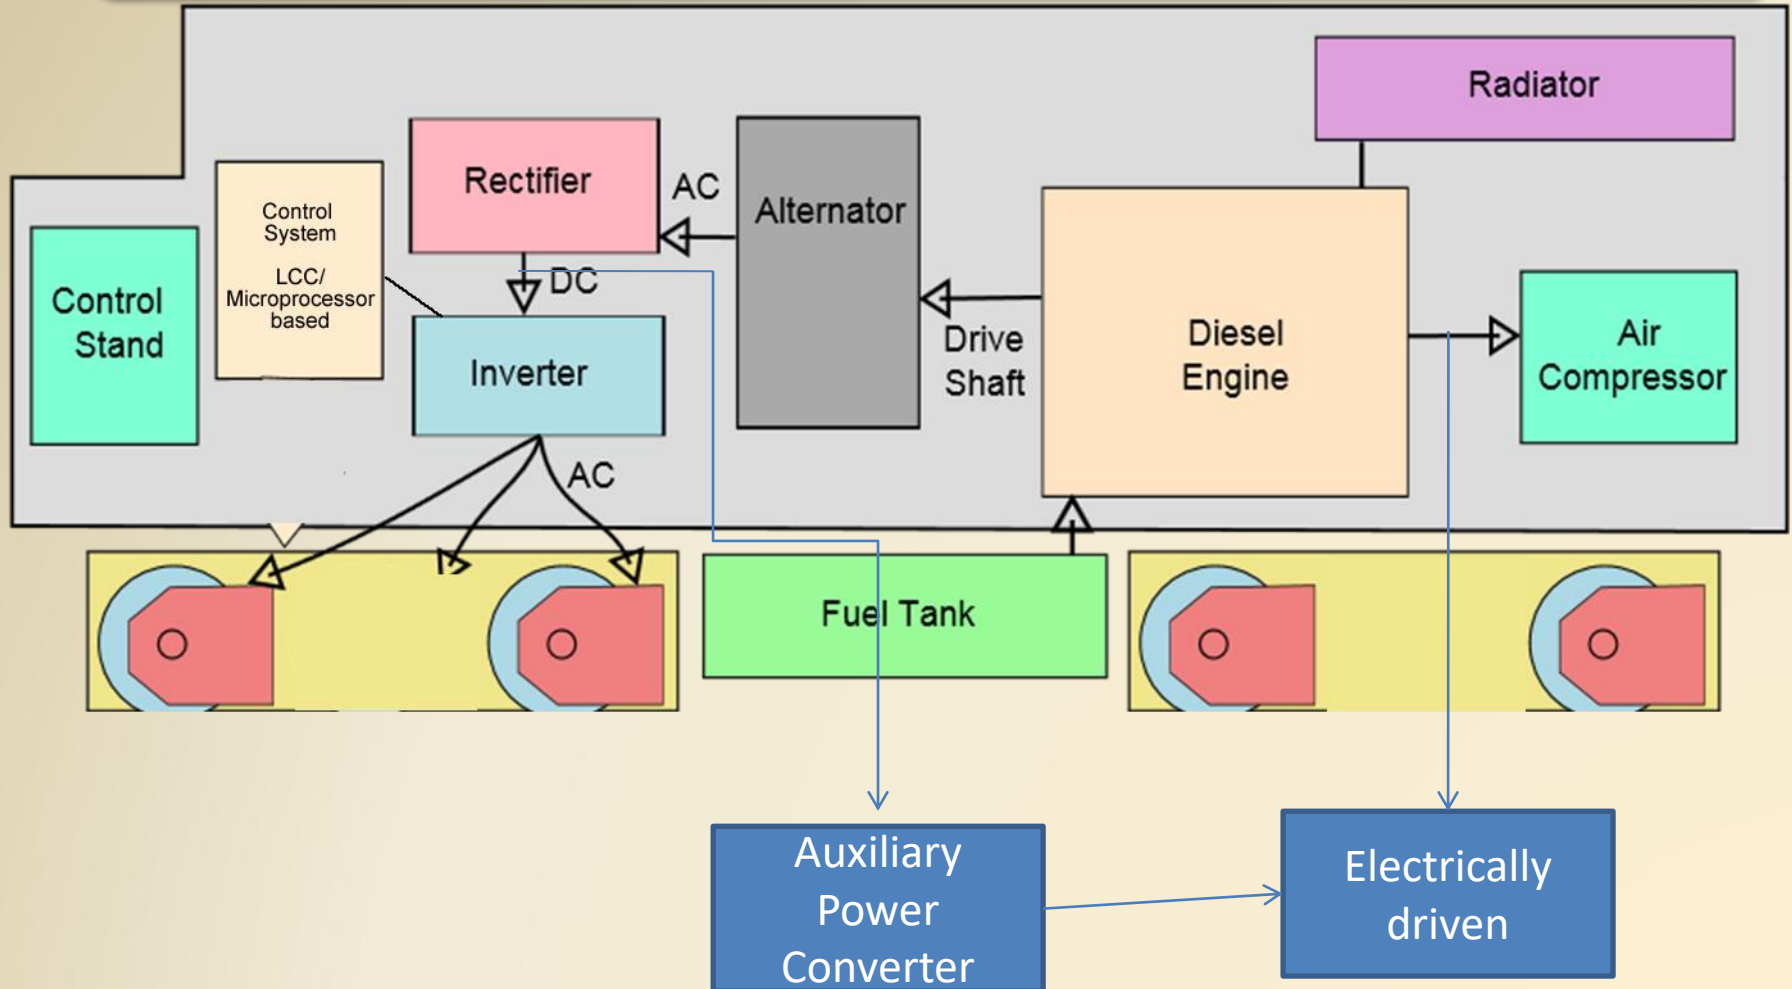 Radiator
Rectifier
AC
Alternator
Control
System
LCC/
Microprocessor
based
Control
Stand
DC
Inverter
Drive
Shaft
Diesel
Engine
Air
Compressor
AC
Fuel Tank
Auxiliary
Power
Converter
Electrically
driven